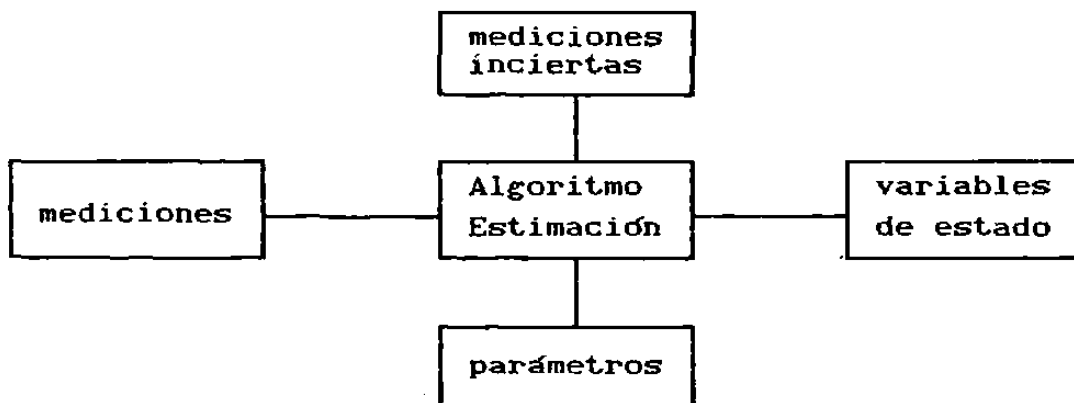 mediciones
inciertas
mediciones
Algoritmo
Estimación
variables
de estado
parámetros